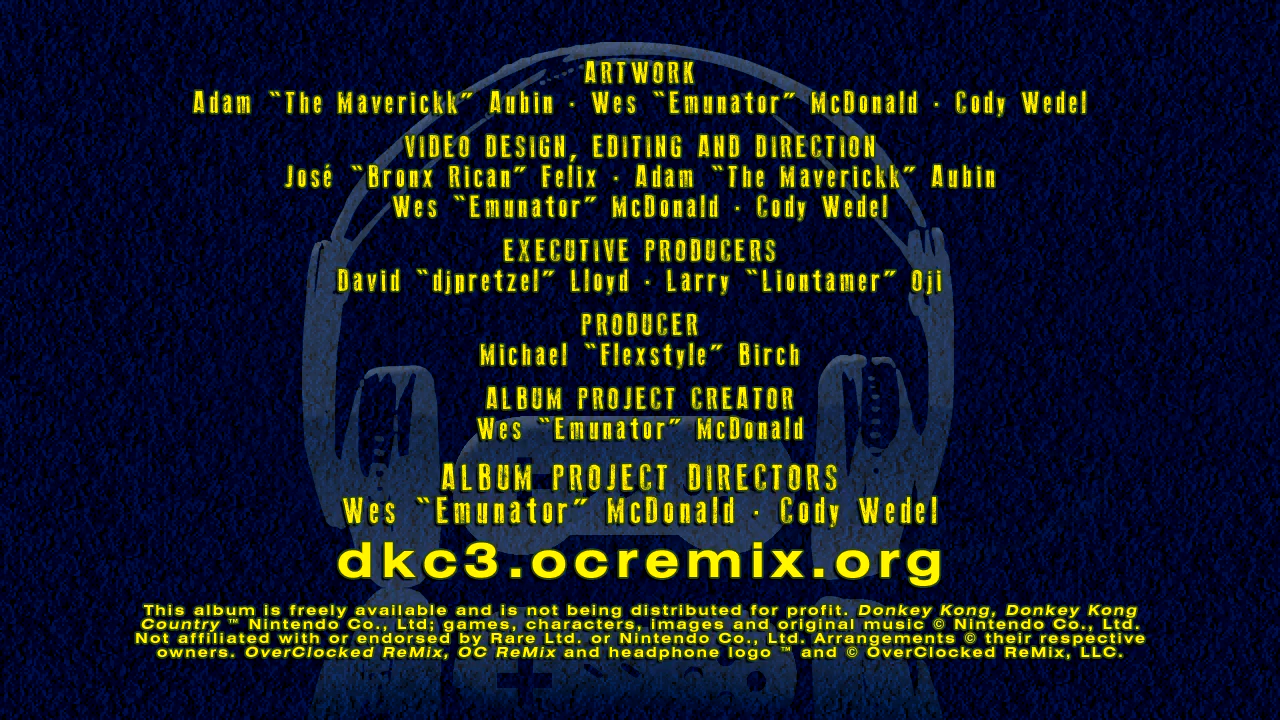 ARTWORK
Adam “The Maverickk” Aubin · Wes “Emunator” McDonald · Cody Wedel
VIDEO DESIGN, EDITING AND DIRECTION
José “Bronx Rican” Felix · Adam “The Maverickk” Aubin
Wes “Emunator” McDonald · Cody Wedel
EXECUTIVE PRODUCERS
David “djpretzel” Lloyd · Larry “Liontamer” Oji
PRODUCER
Michael “Flexstyle” Birch
ALBUM PROJECT CREATOR
Wes “Emunator” McDonald
ALBUM PROJECT DIRECTORS
Wes “Emunator” McDonald · Cody Wedel
dkc3.ocremix.org
This album is freely available and is not being distributed for profit. Donkey Kong, Donkey Kong
Country ™ Nintendo Co., Ltd; games, characters, images and original music © Nintendo Co., Ltd.
Not affiliated with or endorsed by Rare Ltd. or Nintendo Co., Ltd. Arrangements © their respective
owners. OverClocked ReMix, OC ReMix and headphone logo ™ and © OverClocked ReMix, LLC.